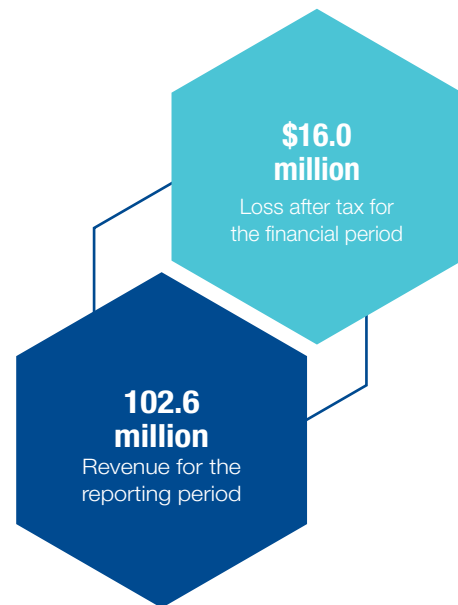 $16.0
million
Loss after tax for
the financial period
102.6
million
Revenue for the
reporting period